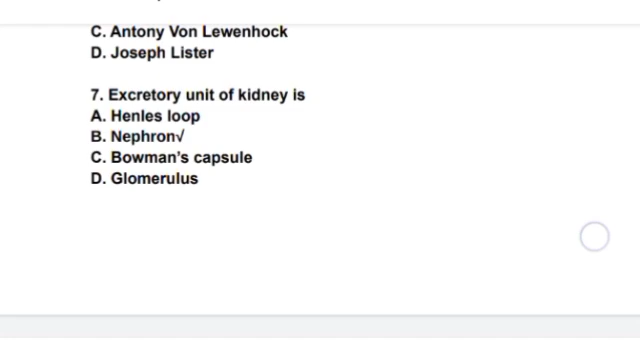 C. Antony Von Lewenhock
D. Joseph Lister
7. Excretory unit of kidney is
A. Henles loop
B. Nephron√
C. Bowman's capsule
D. Glomerulus